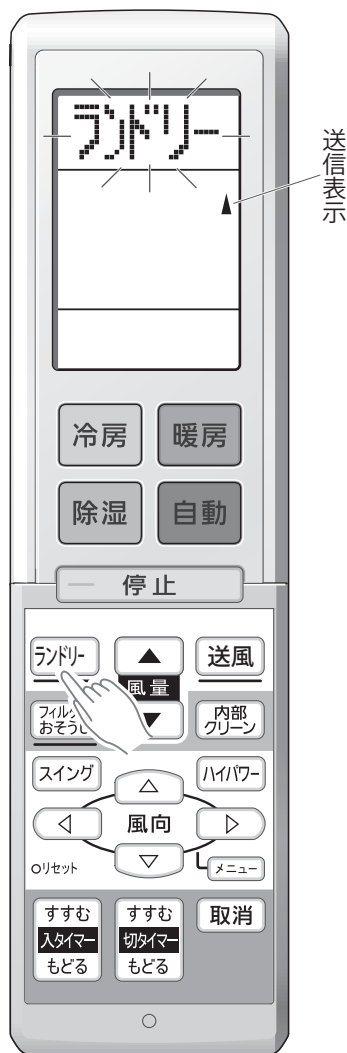 ランドリー
送信表示
冷房
暖房
除湿
自動
停止
ランドリー
送風
風量
おそうじ
内部
クリーン
スイング
ハイパワー
風向
リセット
メニュー
すすむ
入タイマー
もどる
すすむ
切タイマー
もどる
取消